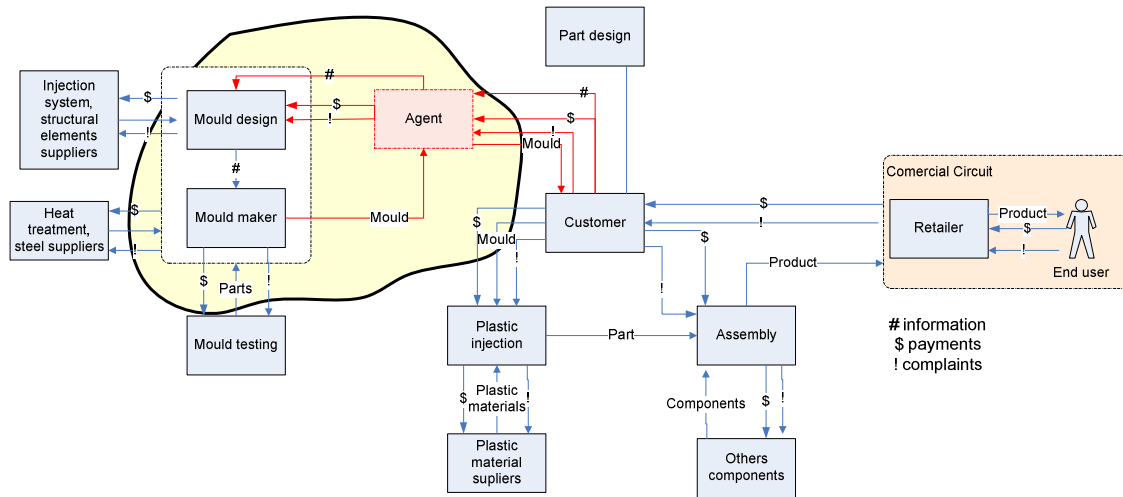 Part design
#
Injection
system,
structural
elements
suppliers
$
!
Mould design
$
!
Agent
#
$
!
Mould
#
Comercial Circuit
Heat
treatment,
steel suppliers
$
!
Mould maker
Mould
Customer
$
!
Retailer
Product
$
!
End user
$
Parts
!
$
Mould
!
$
!
Product
Mould testing
Plastic
injection
Part
Assembly
# information
$ payments
! complaints
$
Plastic
materials
!
Components
$
!
Plastic
material
supliers
Others
components